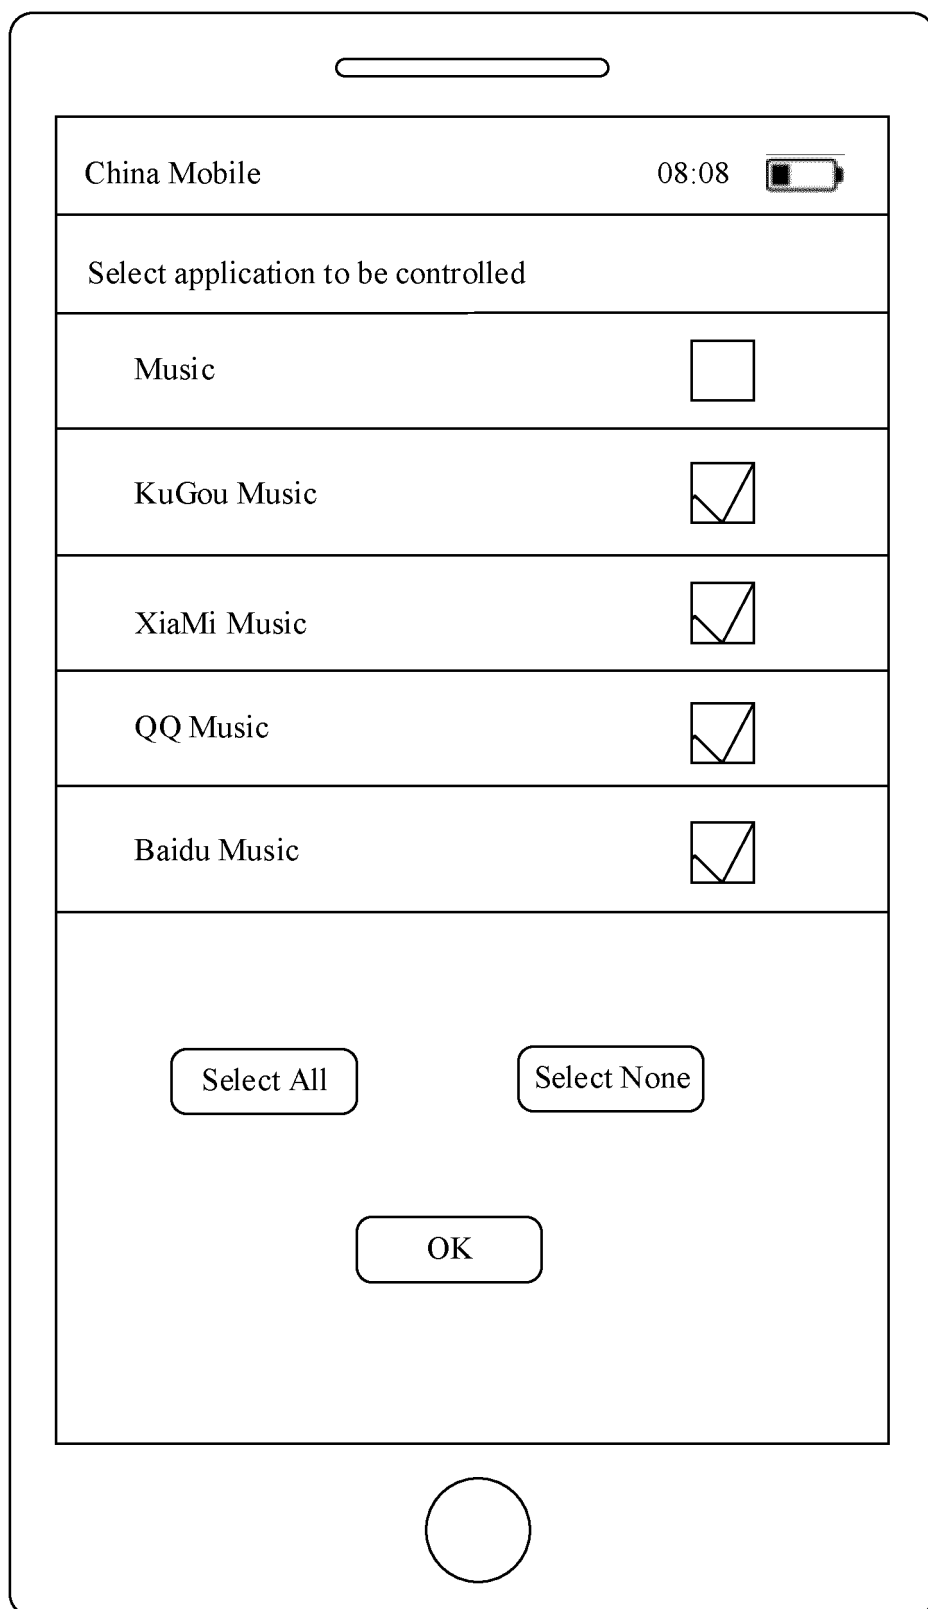 China Mobile 08:08
Select application to be controlled
Music
KuGou Music
XiaMi Music
QQ Music
Baidu Music
Select All Select None
OK